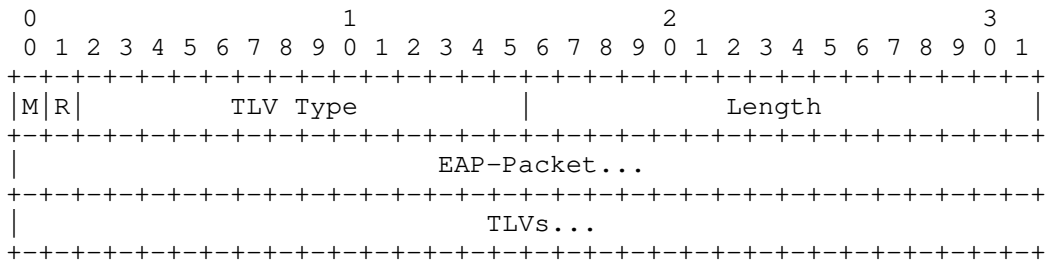 0                   1                   2                   3
 0 1 2 3 4 5 6 7 8 9 0 1 2 3 4 5 6 7 8 9 0 1 2 3 4 5 6 7 8 9 0 1
+-+-+-+-+-+-+-+-+-+-+-+-+-+-+-+-+-+-+-+-+-+-+-+-+-+-+-+-+-+-+-+-+
|M|R|         TLV Type          |            Length             |
+-+-+-+-+-+-+-+-+-+-+-+-+-+-+-+-+-+-+-+-+-+-+-+-+-+-+-+-+-+-+-+-+
|                          EAP-Packet...
+-+-+-+-+-+-+-+-+-+-+-+-+-+-+-+-+-+-+-+-+-+-+-+-+-+-+-+-+-+-+-+-+
|                             TLVs...
+-+-+-+-+-+-+-+-+-+-+-+-+-+-+-+-+-+-+-+-+-+-+-+-+-+-+-+-+-+-+-+-+